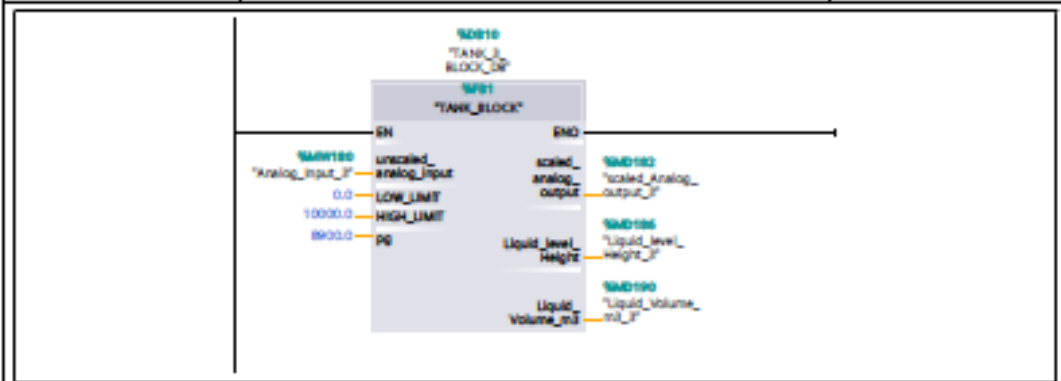 %DB10
"TANK_3_
BLOCK_DB"
%FB1
"TANK_BLOCK"
EN ENO
%MW180
"Analog_Input_3"
unscaled_
analog_input
0.0 LOW_LIMIT
10000.0 HIGH_LIMIT
8900.0 PG
scaled_
analog_
output
%MD182
"scaled_Analog_
output_3"
Liquid_level_
Height
%MD186
"Liquid_level_
Height_3"
Liquid_
Volume_m3
%MD190
"Liquid_Volume_
m3_3"